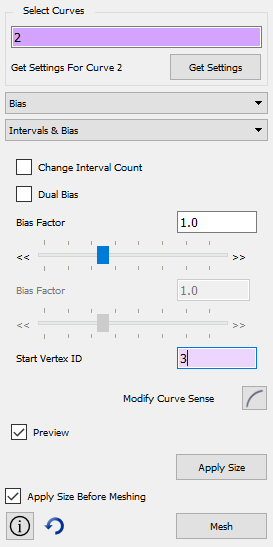 Select Curves
2
Get Settings For Curve 2
Get Settings
Bias
Intervals & Bias
Change Interval Count
Dual Bias
Bias Factor 1.0
<< >>
Bias Factor 1.0
<< >>
Start Vertex ID 3
Modify Curve Sense
Preview
Apply Size
Apply Size Before Meshing
Mesh